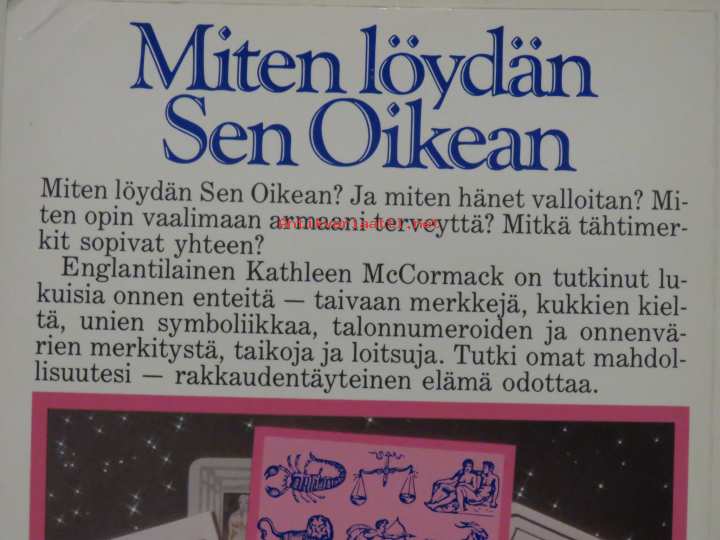 Miten löydän
Sen Oikean
Miten löydän Sen Oikean? Ja miten hänet valloitan? Mi-
ten opin vaalimaan armaani terveyttä? Mitkä tähtimer-
kit sopivat yhteen?
Englantilainen Kathleen McCormack on tutkinut lu-
kuisia onnen enteitä — taivaan merkkejä, kukkien kiel-
tä, unien symboliikkaa, talonnumeroiden ja onnenvä-
rien merkitystä, taikoja ja loitsuja. Tutki omat mahdol-
lisuutesi — rakkaudentäyteinen elämä odottaa.